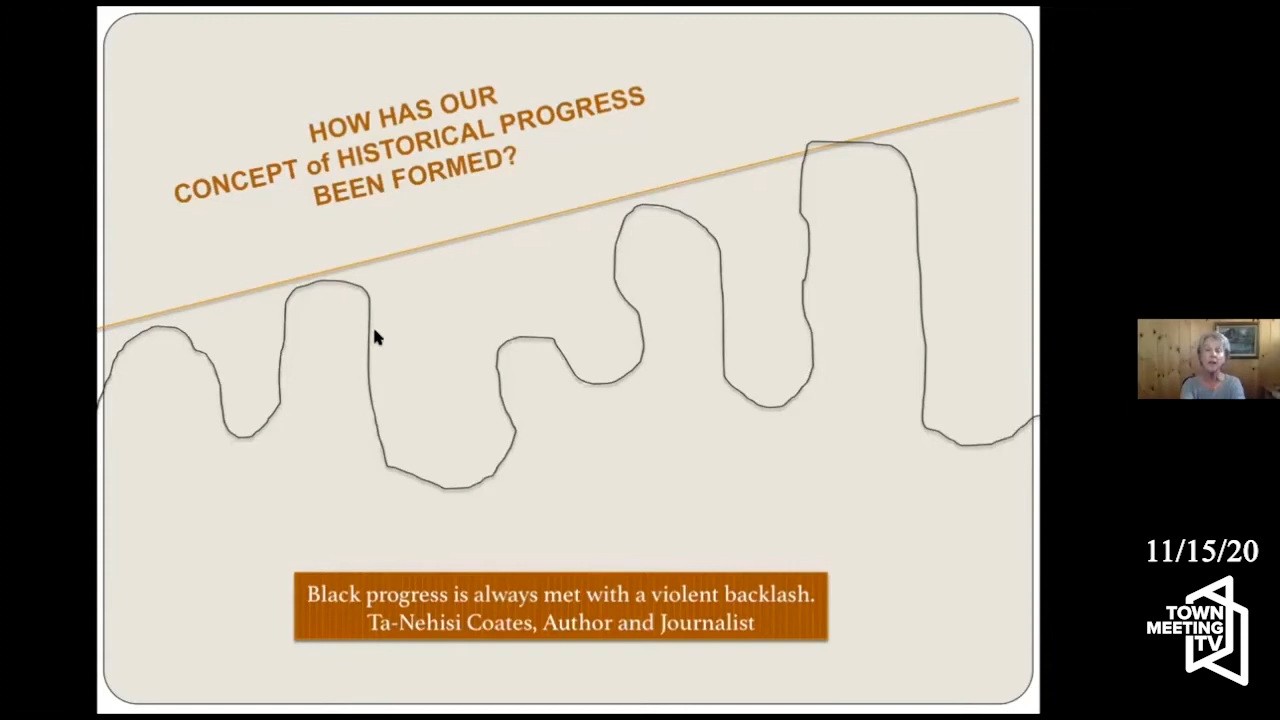 HOW HAS OUR
CONCEPT of HISTORICAL PROGRESS
BEEN FORMED?
Black progress is always met with a violent backlash.
Ta-Nehisi Coates, Author and Journalist
11/15/20
TOWN
MEETING
TV